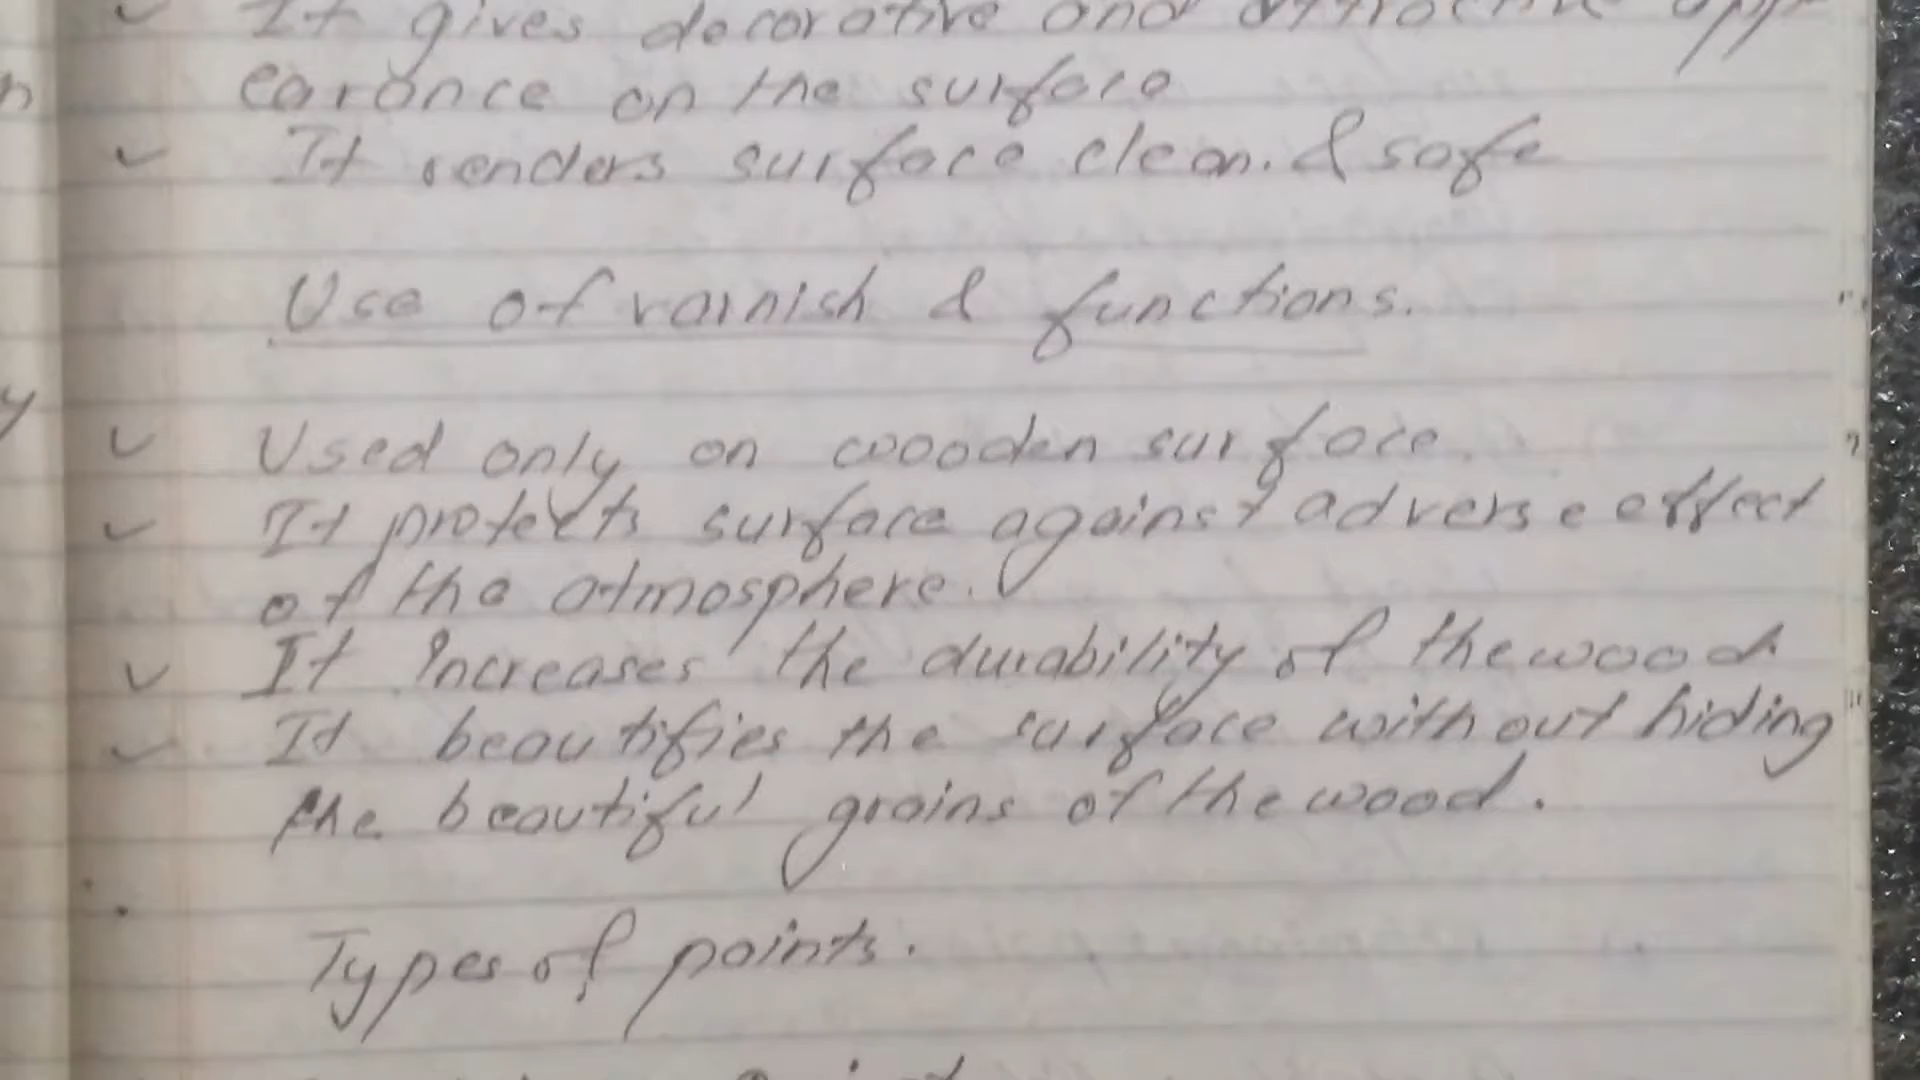 It gives decorative and attractive app
earance on the surface
It renders surface clean. & safe
Use of varnish & functions.
Used only on wooden surface.
It protects surface against adverse effect
of the atmosphere.
It increases the durability of the wood
It beautifies the surface without hiding
the beautiful grains of the wood.
Types of paints.